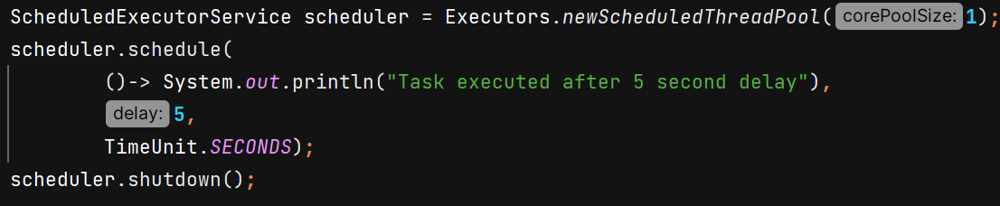 ScheduledExecutorService scheduler = Executors.newScheduledThreadPool( corePoolSize: 1);
scheduler.schedule(
()-> System.out.println("Task executed after 5 second delay"),
delay: 5,
TimeUnit.SECONDS);
scheduler.shutdown();